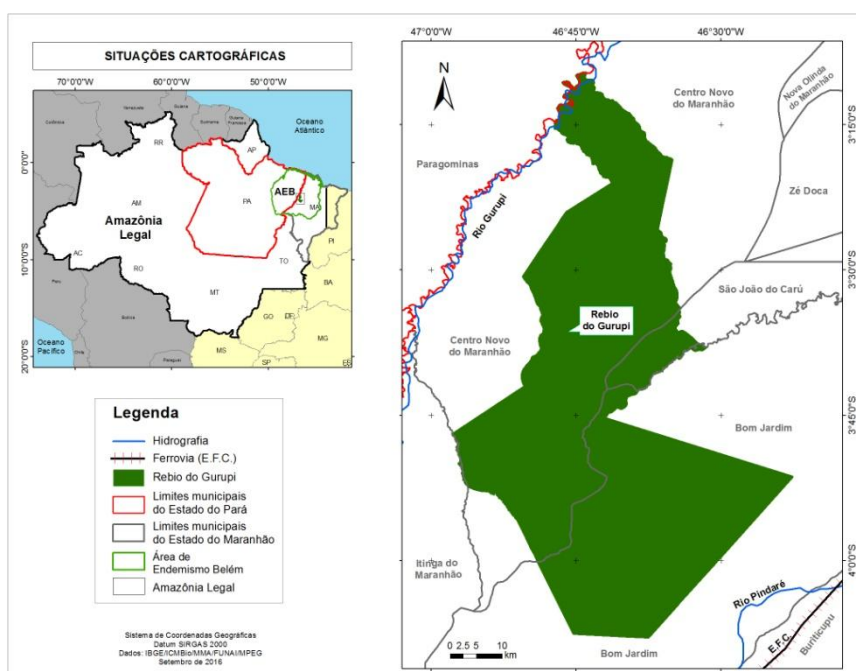 SITUAÇÕES CARTOGRÁFICAS
70°0'0"W
60°0'0"W
50°0'0"W
0°0'0"
10°0'0"S
20°0'0"S
Oceano
Atlântico
RR
AP
AM
PA
AEB
MA
Amazônia
Legal
PI
AC
RO
TO
BA
MT
GO
DF
MG
MS
SP
ES
Peru
Bolívia
Chile
Paraguai
Oceano
Pacífico
Legenda
Hidrografia
Ferrovia (E.F.C.)
Rebio do Gurupi
Limites municipais
do Estado do Pará
Limites municipais
do Estado do Maranhão
Área de
Endemismo Belém
Amazônia Legal
Sistema de Coordenadas Geográficas
Datum SIRGAS 2000
Dados: IBGE/ICMBio/MMA/FUNAI/MPEG
Setembro de 2016
47°0'0"W
46°45'0"W
46°30'0"W
N
Centro Novo
do Maranhão
Nova Olinda
do Maranhão
3°15'0"S
Paragominas
Zé Doca
Rio Gurupi
3°30'0"S
São João do Carú
Rebio
do Gurupi
Centro Novo
do Maranhão
3°45'0"S
Bom Jardim
Itinga do
Maranhão
4°0'0"S
Rio Pindaré
E.F.C.
Buriticupu
0 2.5 5 10
km
Bom Jardim